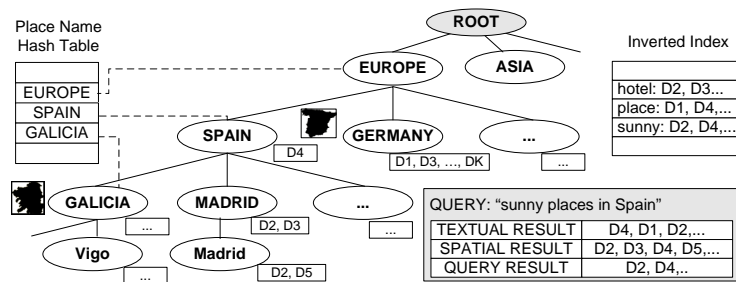 Place Name
Hash Table
EUROPE
SPAIN
GALICIA
ROOT
EUROPE
ASIA
SPAIN
D4
GERMANY
D1, D3, ..., DK
...
...
GALICIA
...
MADRID
D2, D3
...
...
Vigo
...
Madrid
D2, D5
Inverted Index
hotel: D2, D3...
place: D1, D4,...
sunny: D2, D4,...
QUERY: “sunny places in Spain”
TEXTUAL RESULT D4, D1, D2,...
SPATIAL RESULT D2, D3, D4, D5,...
QUERY RESULT D2, D4,..